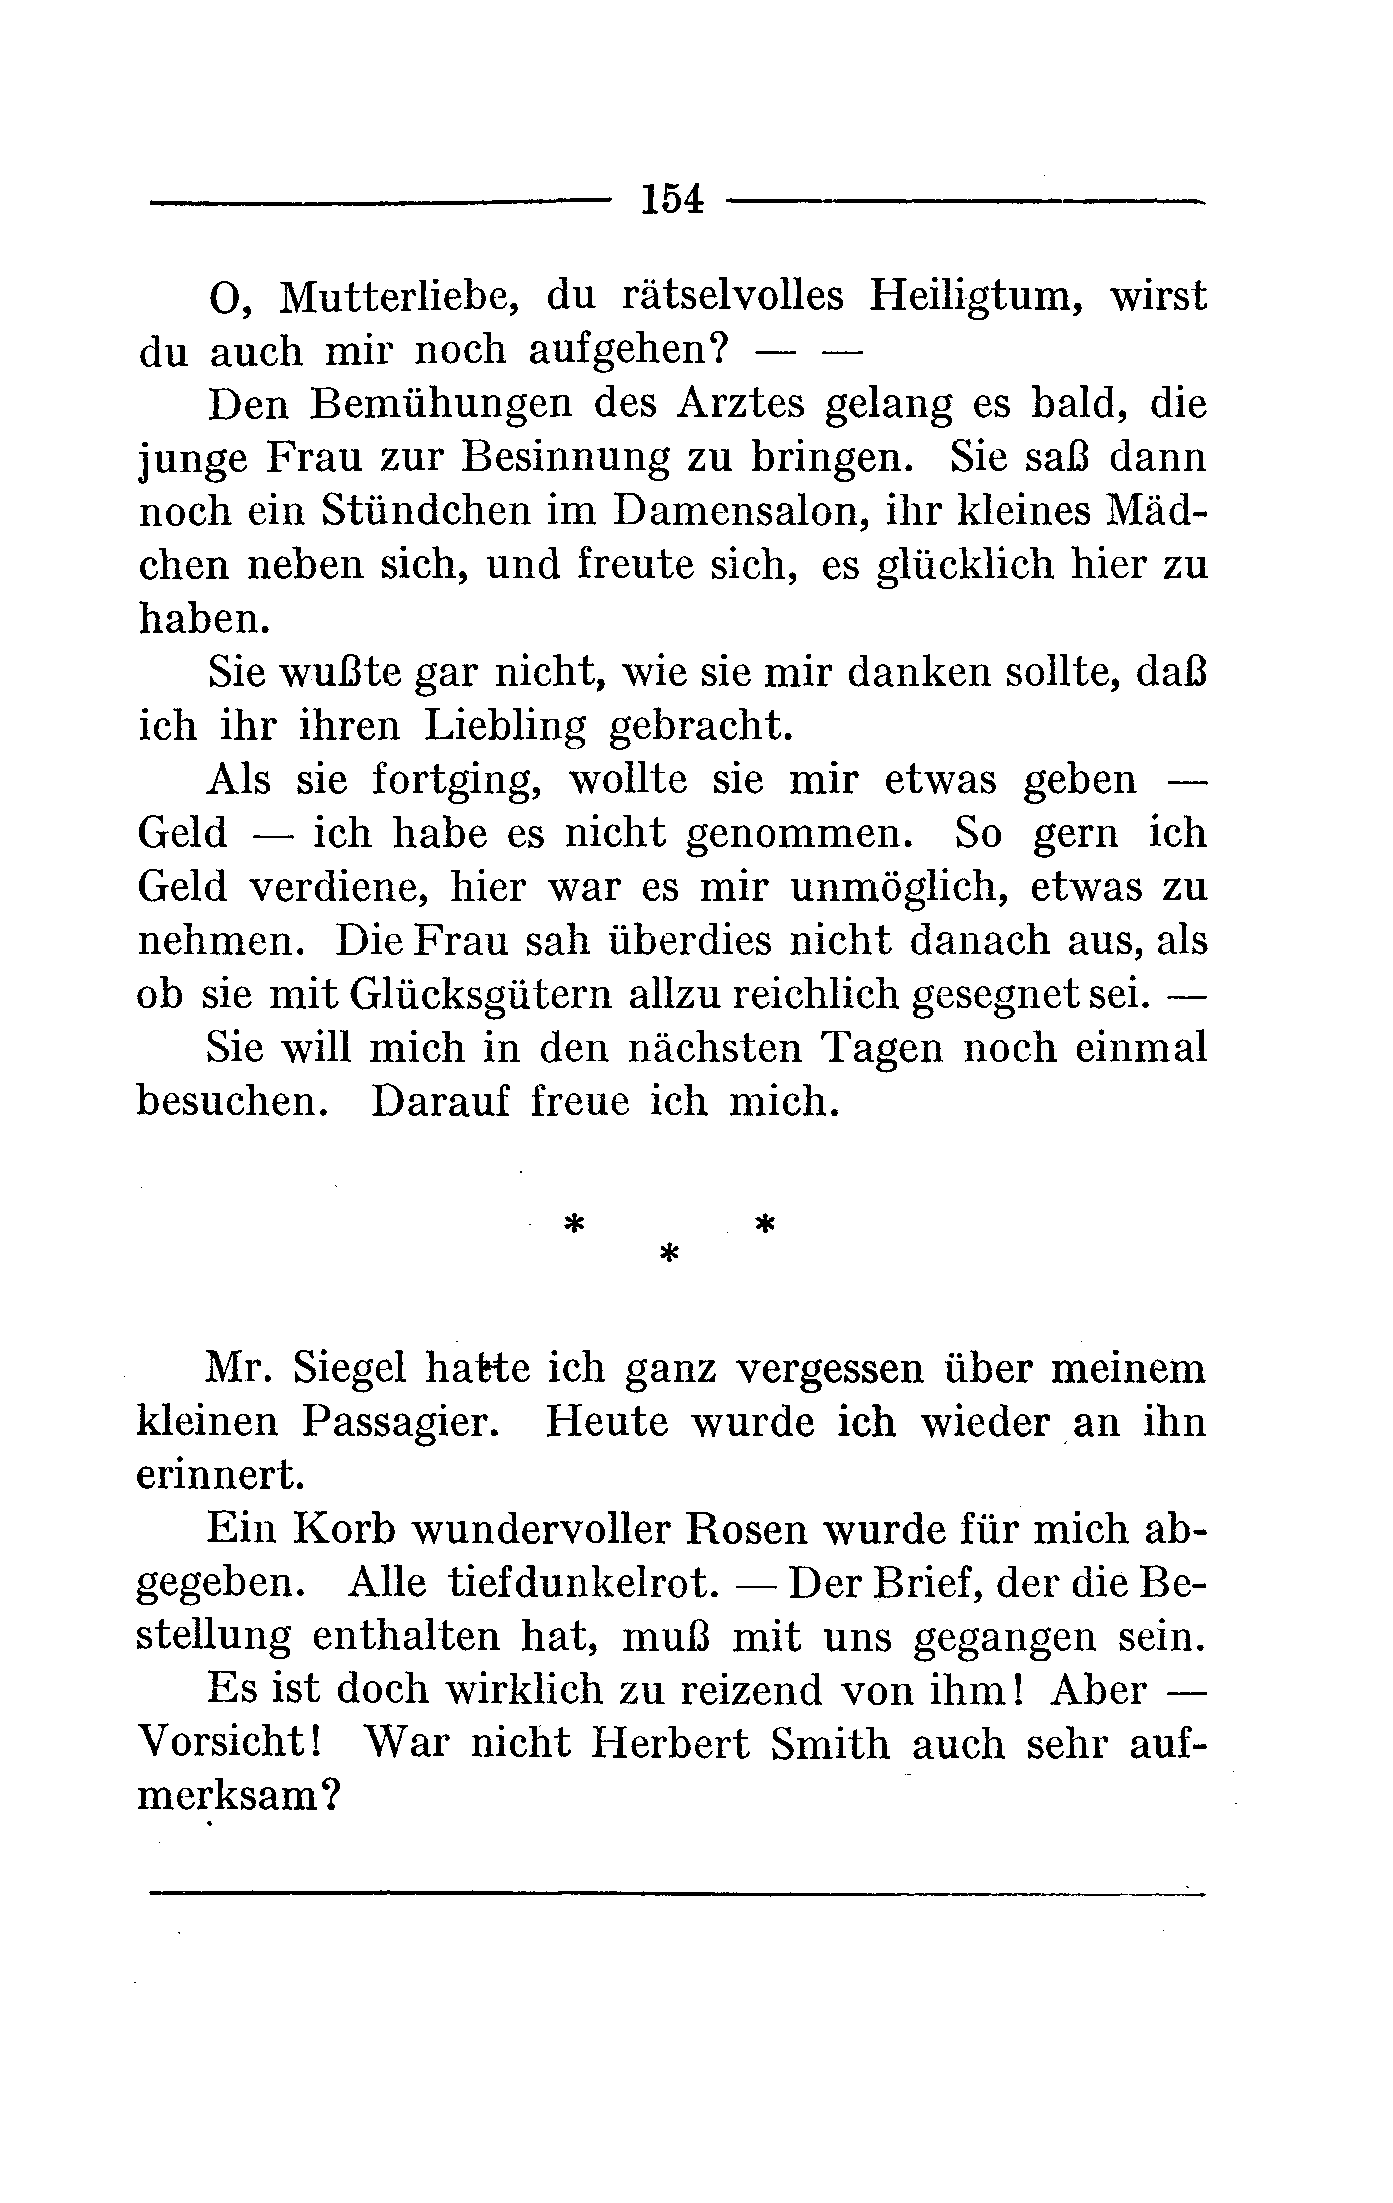 154
O, Mutterliebe, du rätselvolles Heiligtum, wirst
du auch mir noch aufgehen? — —
Den Bemühungen des Arztes gelang es bald, die
junge Frau zur Besinnung zu bringen. Sie saß dann
noch ein Stündchen im Damensalon, ihr kleines Mäd-
chen neben sich, und freute sich, es glücklich hier zu
haben.
Sie wußte gar nicht, wie sie mir danken sollte, daß
ich ihr ihren Liebling gebracht.
Als sie fortging, wollte sie mir etwas geben —
Geld — ich habe es nicht genommen. So gern ich
Geld verdiene, hier war es mir unmöglich, etwas zu
nehmen. Die Frau sah überdies nicht danach aus, als
ob sie mit Glücksgütern allzu reichlich gesegnet sei. —
Sie will mich in den nächsten Tagen noch einmal
besuchen. Darauf freue ich mich.
* *
*
Mr. Siegel hatte ich ganz vergessen über meinem
kleinen Passagier. Heute wurde ich wieder an ihn
erinnert.
Ein Korb wundervoller Rosen wurde für mich ab-
gegeben. Alle tiefdunkelrot. — Der Brief, der die Be-
stellung enthalten hat, muß mit uns gegangen sein.
Es ist doch wirklich zu reizend von ihm! Aber —
Vorsicht! War nicht Herbert Smith auch sehr auf-
merksam?